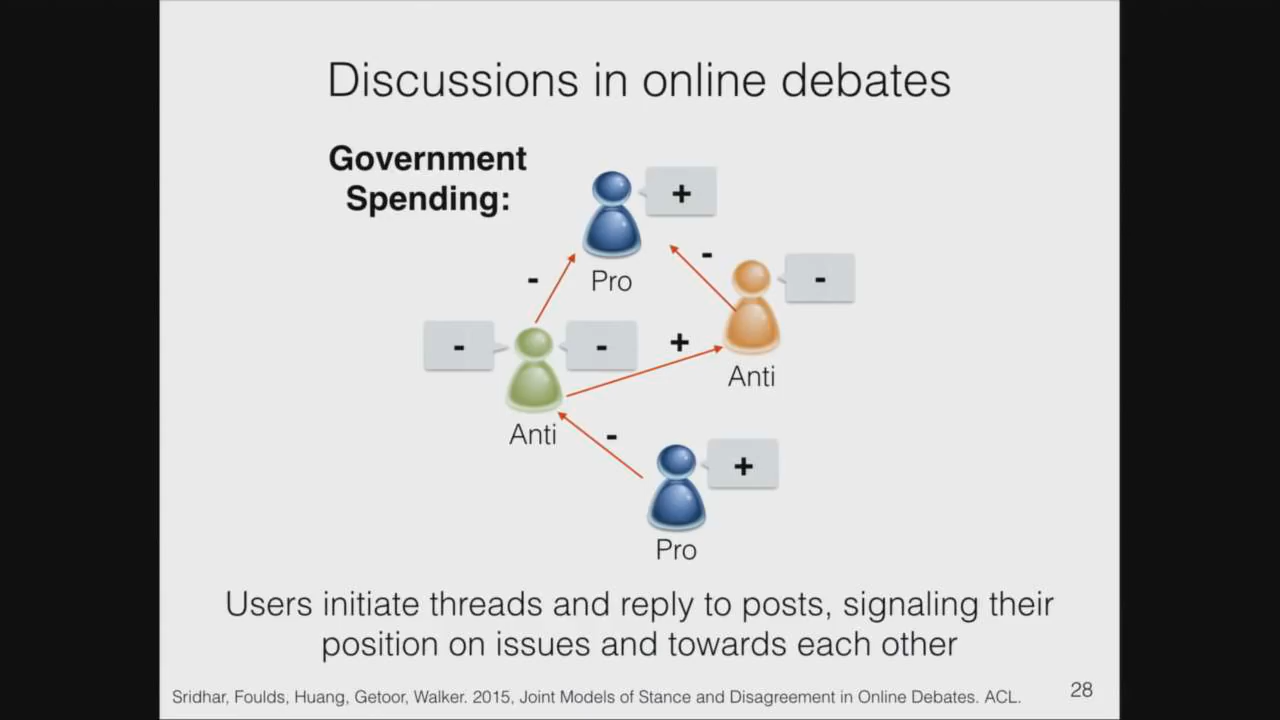 Discussions in online debates
Government
Spending:
+
-
-
Pro
-
-
-
+
Anti
Anti
-
+
Pro
Users initiate threads and reply to posts, signaling their
position on issues and towards each other
Sridhar, Foulds, Huang, Getoor, Walker. 2015, Joint Models of Stance and Disagreement in Online Debates. ACL.
28